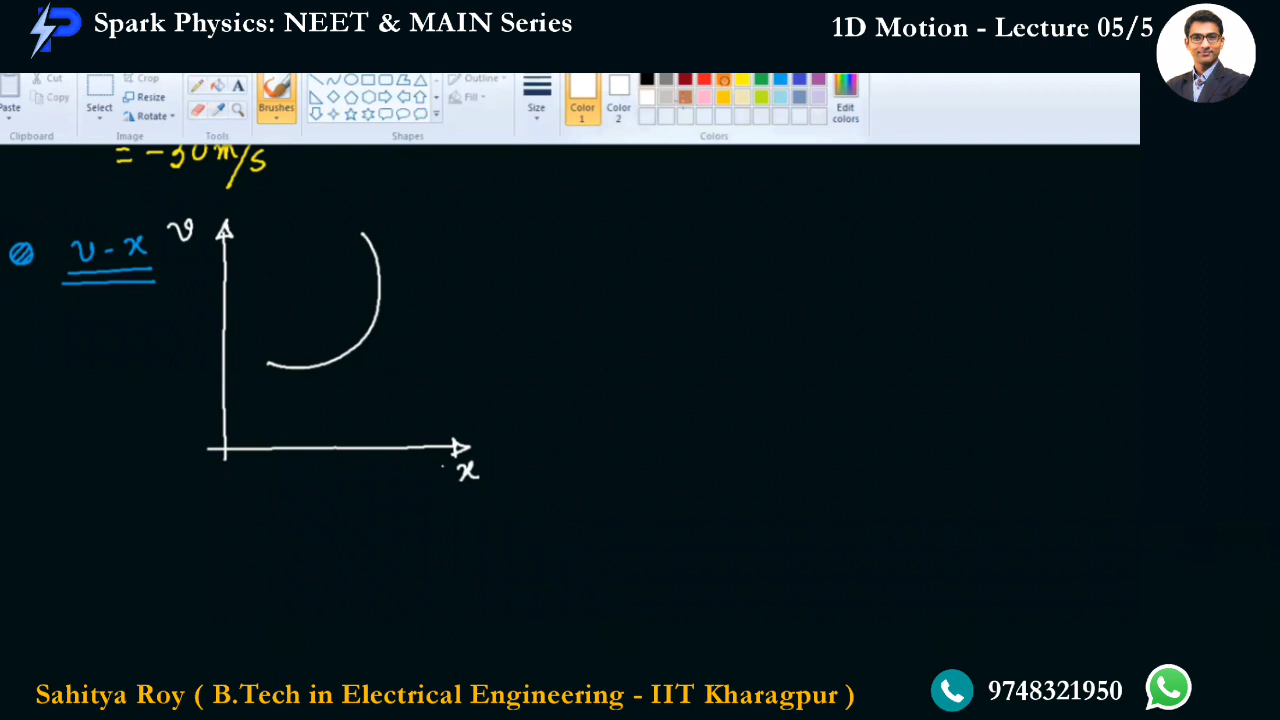 Spark Physics: NEET & MAIN Series
1D Motion - Lecture 05/5
Paste
Cut
Copy
Clipboard
Select
Crop
Resize
Rotate
Image
Tools
Brushes
Shapes
Outline
Fill
Size
Color 1
Color 2
Colors
Edit colors
= -30 m/s
v - x
v
x
Sahitya Roy ( B.Tech in Electrical Engineering - IIT Kharagpur )
9748321950